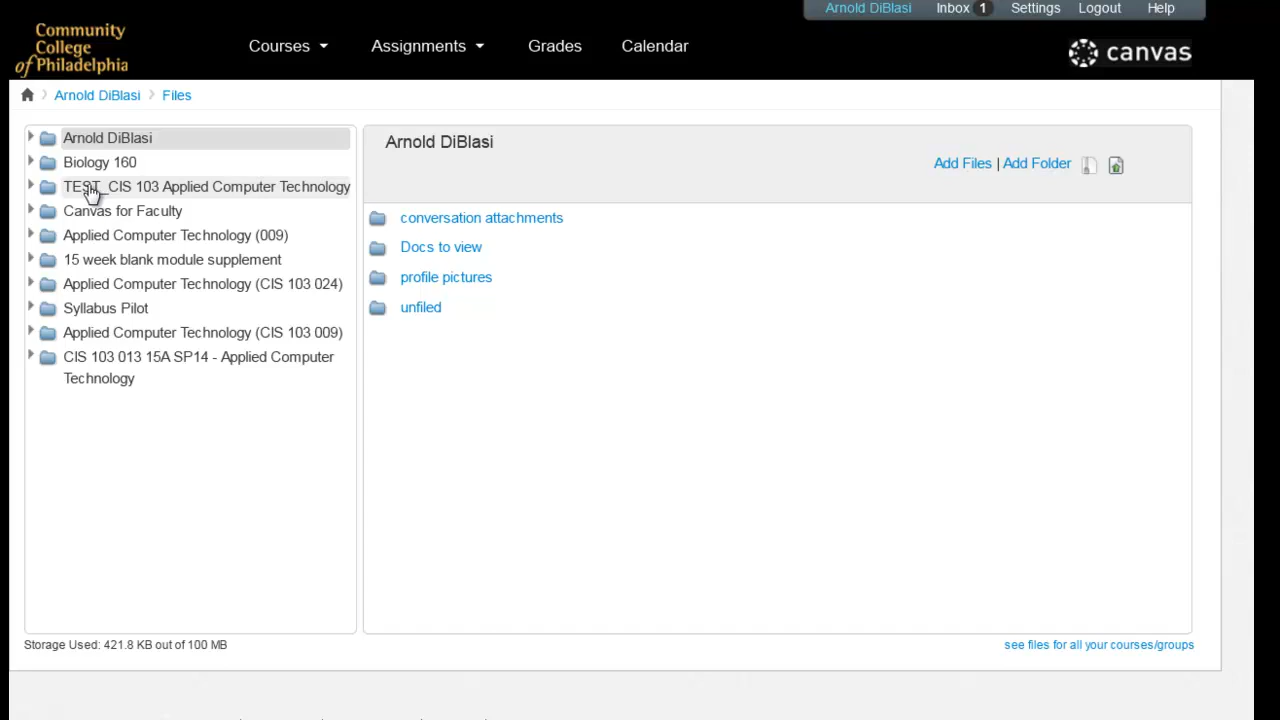 Arnold DiBlasi Inbox 1 Settings Logout Help
Community
College
of Philadelphia
Courses Assignments Grades Calendar
canvas
Arnold DiBlasi Files
Arnold DiBlasi
Biology 160
TEST_CIS 103 Applied Computer Technology
Canvas for Faculty
Applied Computer Technology (009)
15 week blank module supplement
Applied Computer Technology (CIS 103 024)
Syllabus Pilot
Applied Computer Technology (CIS 103 009)
CIS 103 013 15A SP14 - Applied Computer
Technology
Arnold DiBlasi
Add Files | Add Folder
conversation attachments
Docs to view
profile pictures
unfiled
Storage Used: 421.8 KB out of 100 MB
see files for all your courses/groups